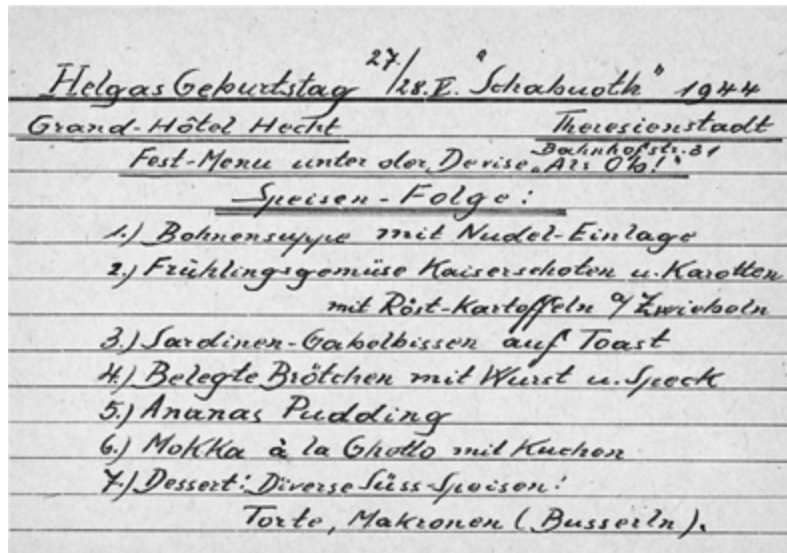 Helgas Geburtstag 27./28.V. "Schabuoth" 1944
Grand-Hôtel Hecht Theresienstadt
Bahnhofstr. 31
Fest-Menu unter der Devise „Als Ob!"
Speisen-Folge:
1.) Bohnensuppe mit Nudel-Einlage
2.) Frühlingsgemüse Kaiserschoten u. Karotten
mit Röst-Kartoffeln a/Zwiebeln
3.) Sardinen-Gabelbissen auf Toast
4.) Belegte Brötchen mit Wurst u. Speck
5.) Ananas Pudding
6.) Mokka à la Ghetto mit Kuchen
7.) Dessert: Diverse Süss-Speisen:
Torte, Makronen (Busserln).